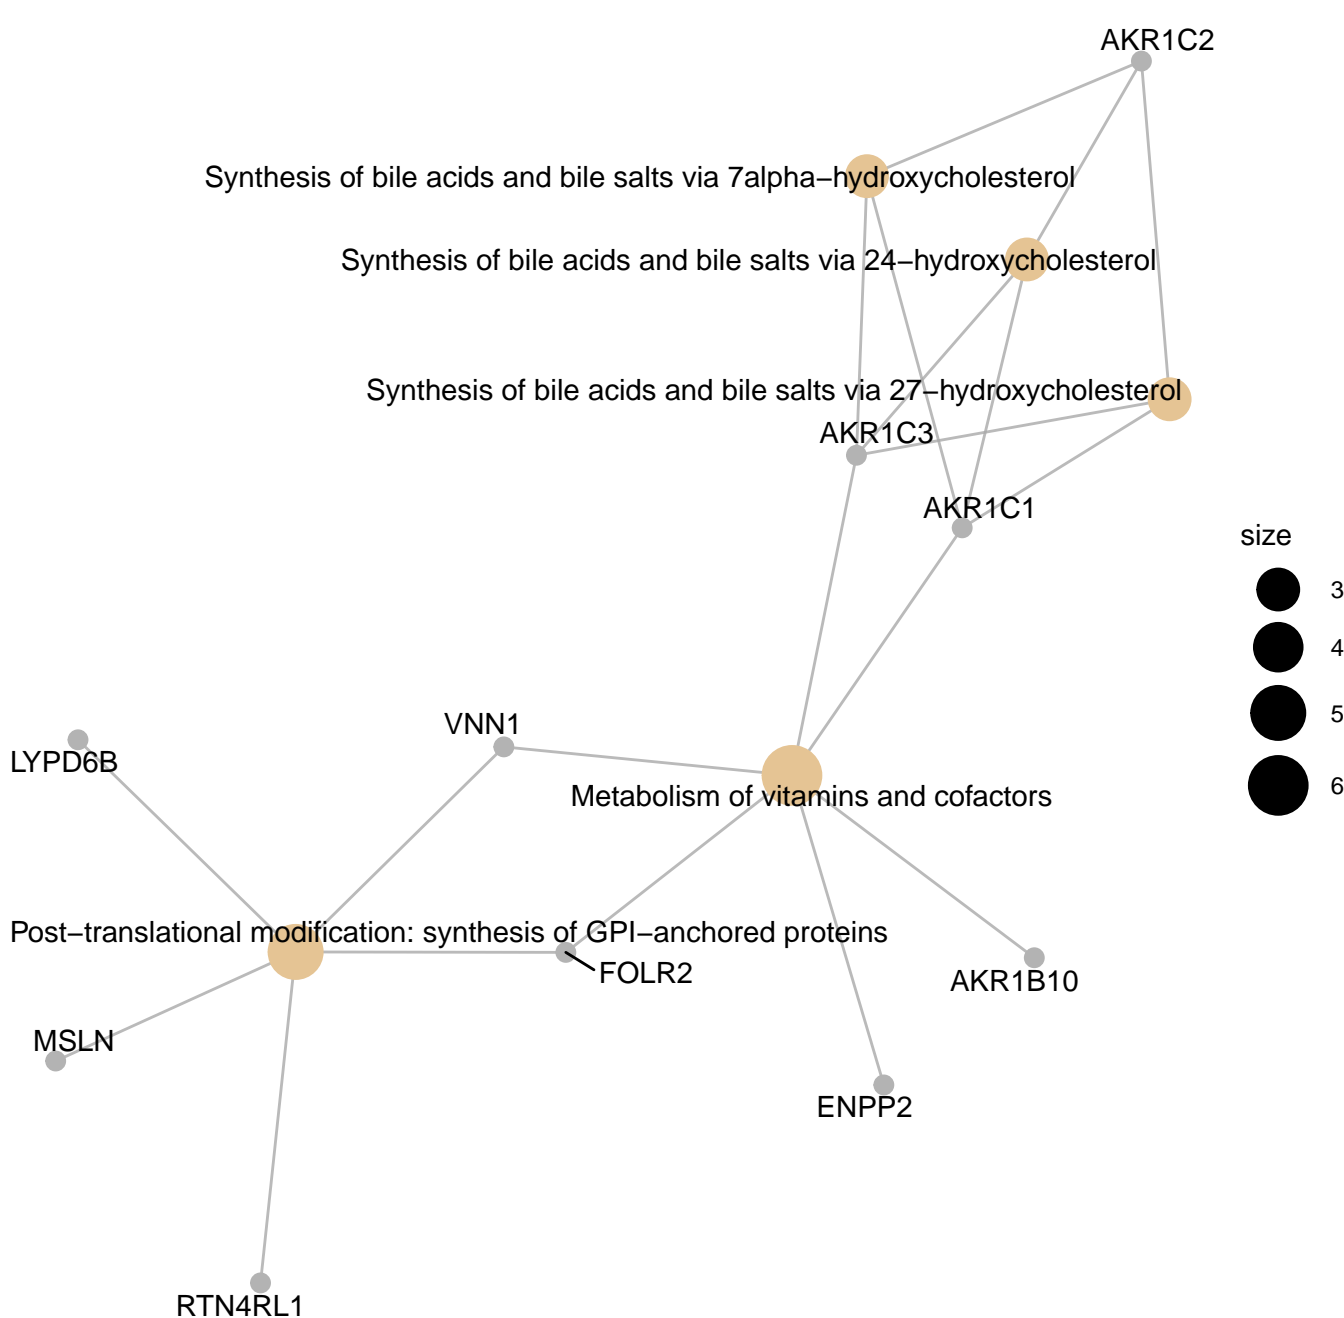 AKR1C2
Synthesis of bile acids and bile salts via 7alpha−hydroxycholesterol
Synthesis of bile acids and bile salts via 24−hydroxycholesterol
Synthesis of bile acids and bile salts via 27−hydroxycholesterol
AKR1C3
AKR1C1
size
3
4
5
6
VNN1
LYPD6B
Metabolism of vitamins and cofactors
Post−translational modification: synthesis of GPI−anchored proteins
FOLR2
AKR1B10
MSLN
ENPP2
RTN4RL1